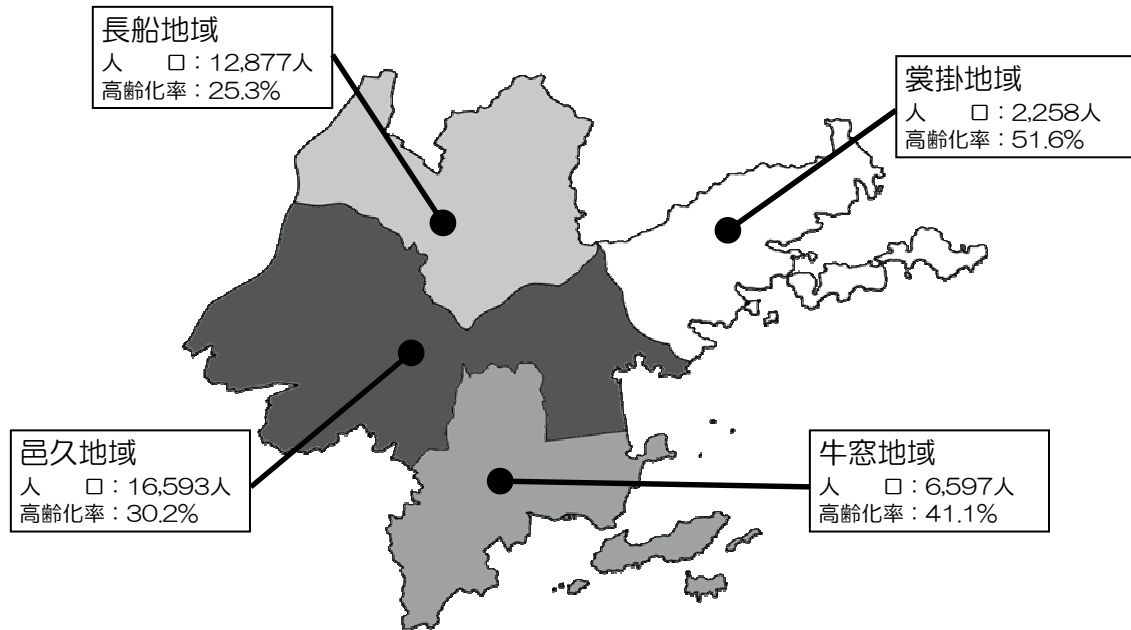 長船地域
人　　口：12,877人
高齢化率：25.3%
裳掛地域
人　　口：2,258人
高齢化率：51.6%
邑久地域
人　　口：16,593人
高齢化率：30.2%
牛窓地域
人　　口：6,597人
高齢化率：41.1%